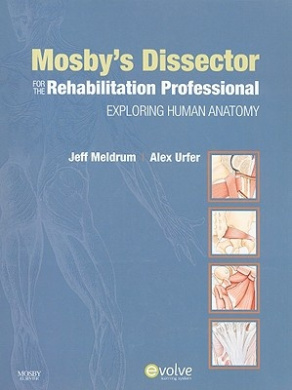 Mosby's Dissector
FOR THE Rehabilitation Professional
EXPLORING HUMAN ANATOMY
Jeff Meldrum | Alex Urfer
MOSBY
ELSEVIER
evolve
learning system